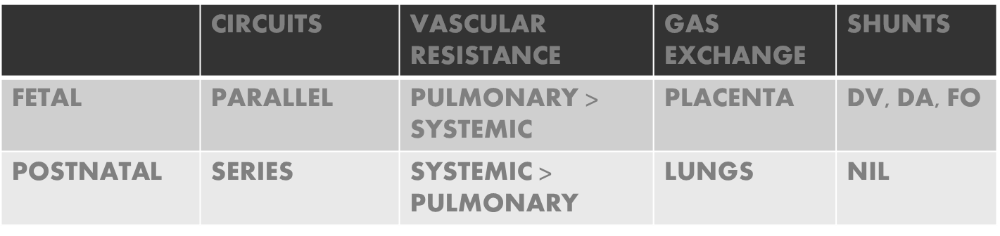 CIRCUITS VASCULAR RESISTANCE GAS EXCHANGE SHUNTS
FETAL PARALLEL PULMONARY > SYSTEMIC PLACENTA DV, DA, FO
POSTNATAL SERIES SYSTEMIC > PULMONARY LUNGS NIL